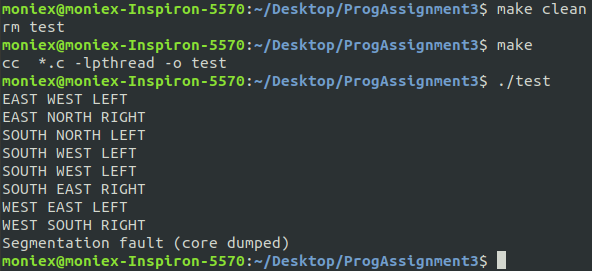 moniex@moniex-Inspiron-5570:~/Desktop/ProgAssignment3$ make clean
rm test
moniex@moniex-Inspiron-5570:~/Desktop/ProgAssignment3$ make
cc  *.c -lpthread -o test
moniex@moniex-Inspiron-5570:~/Desktop/ProgAssignment3$ ./test
EAST WEST LEFT
EAST NORTH RIGHT
SOUTH NORTH LEFT
SOUTH WEST LEFT
SOUTH WEST LEFT
SOUTH EAST RIGHT
WEST EAST LEFT
WEST SOUTH RIGHT
Segmentation fault (core dumped)
moniex@moniex-Inspiron-5570:~/Desktop/ProgAssignment3$